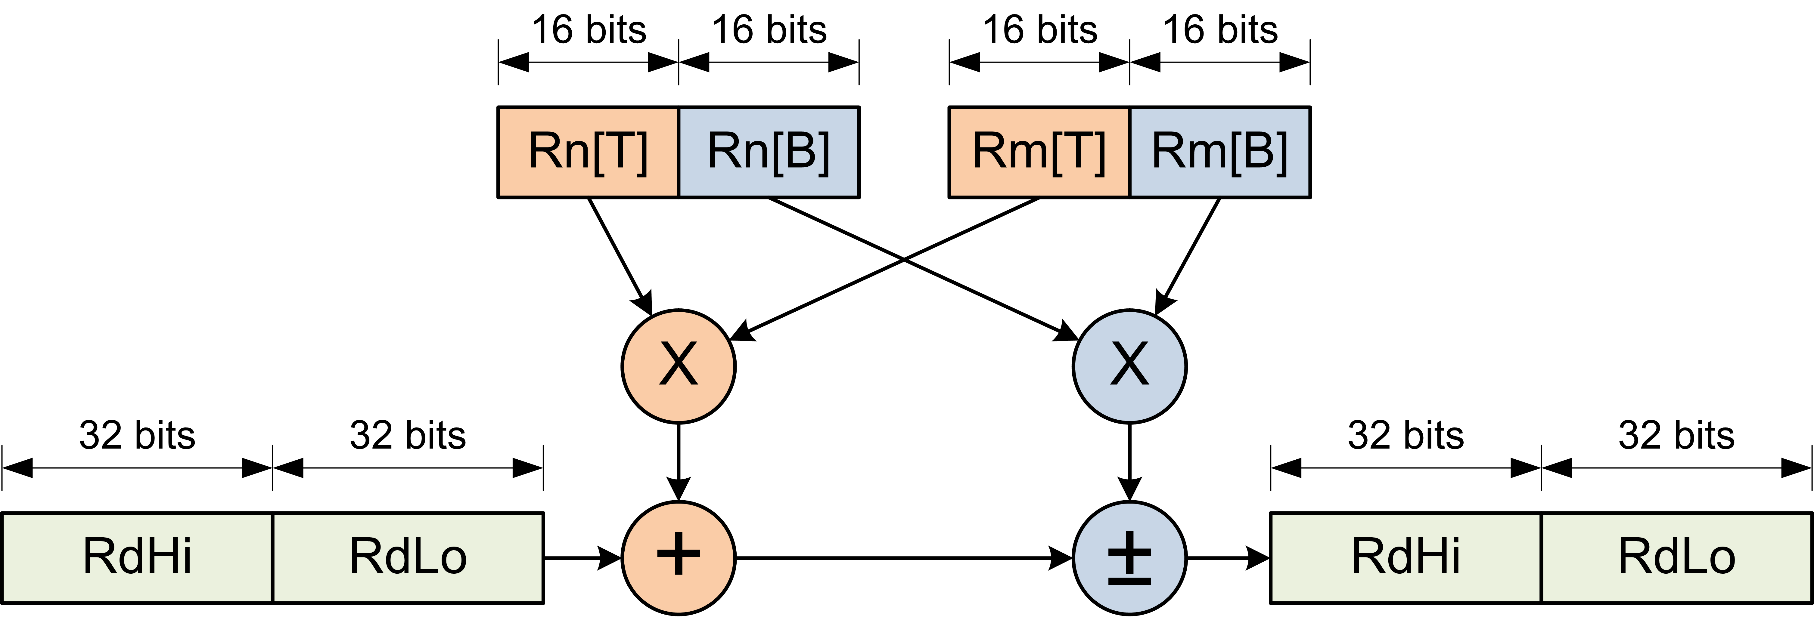 16 bits 16 bits 16 bits 16 bits
Rn[T] Rn[B] Rm[T] Rm[B]
X X
32 bits 32 bits 32 bits 32 bits
RdHi RdLo + ± RdHi RdLo